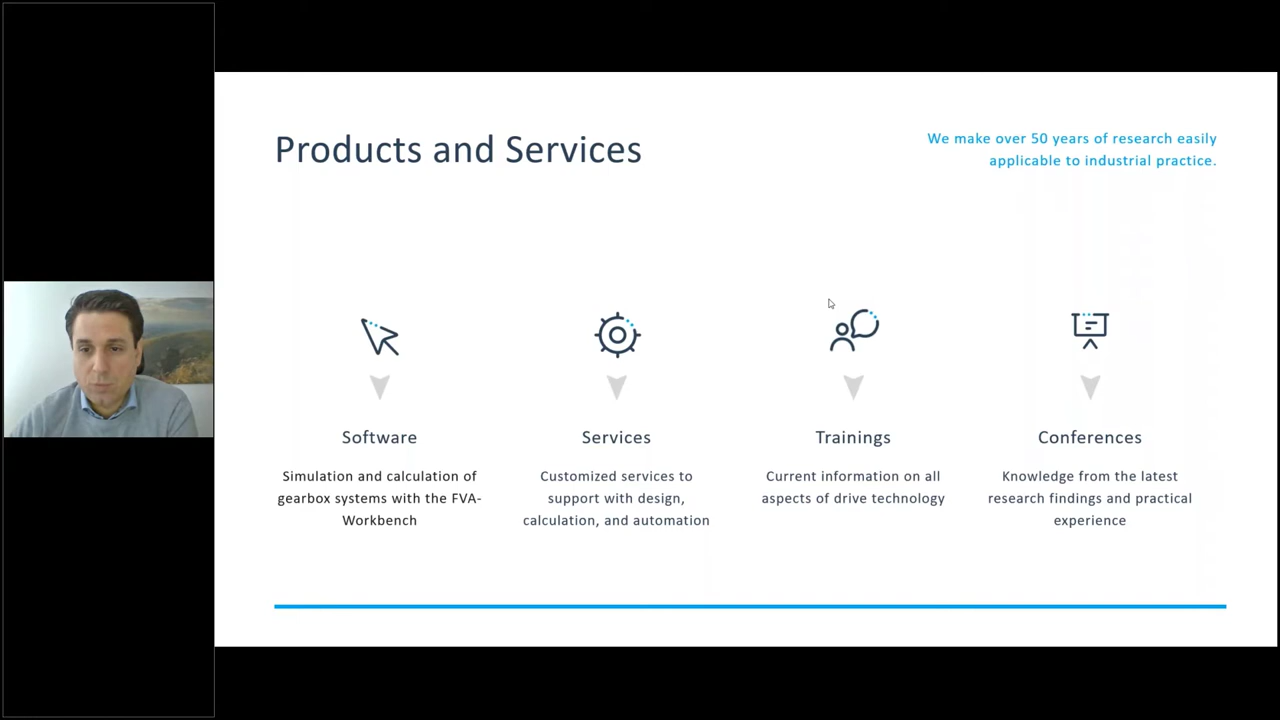 Products and Services
We make over 50 years of research easily
applicable to industrial practice.
Software
Simulation and calculation of
gearbox systems with the FVA-
Workbench
Services
Customized services to
support with design,
calculation, and automation
Trainings
Current information on all
aspects of drive technology
Conferences
Knowledge from the latest
research findings and practical
experience